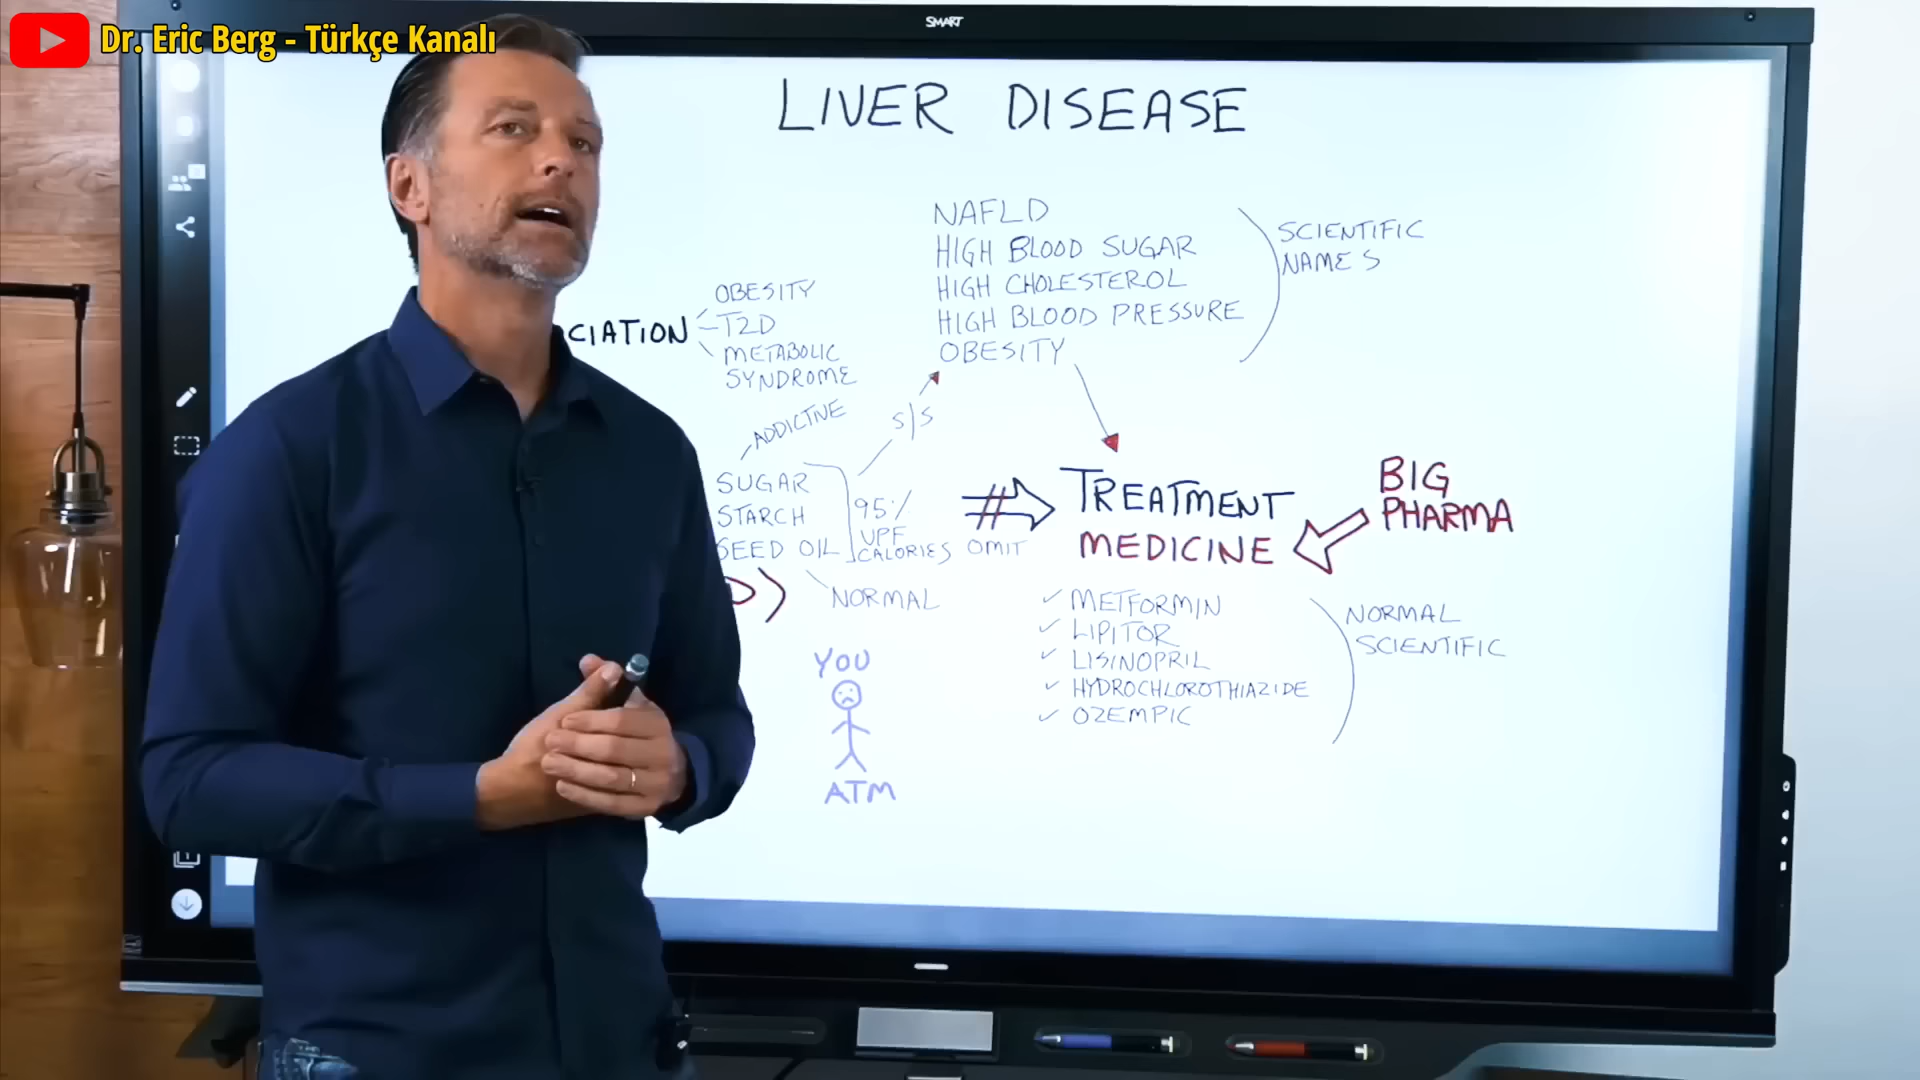 Dr. Eric Berg - Türkçe Kanalı
SMART
LIVER DISEASE
NAFLD
HIGH BLOOD SUGAR
HIGH CHOLESTEROL
HIGH BLOOD PRESSURE
OBESITY
SCIENTIFIC
NAMES
CIATION
OBESITY
T2D
METABOLIC
SYNDROME
ADDICTIVE
S/S
SUGAR
STARCH
SEED OIL
95%
UPF
CALORIES
OMIT
NORMAL
TREATMENT
MEDICINE
BIG
PHARMA
METFORMIN
LIPITOR
LISINOPRIL
HYDROCHLOROTHIAZIDE
OZEMPIC
NORMAL
SCIENTIFIC
YOU
ATM